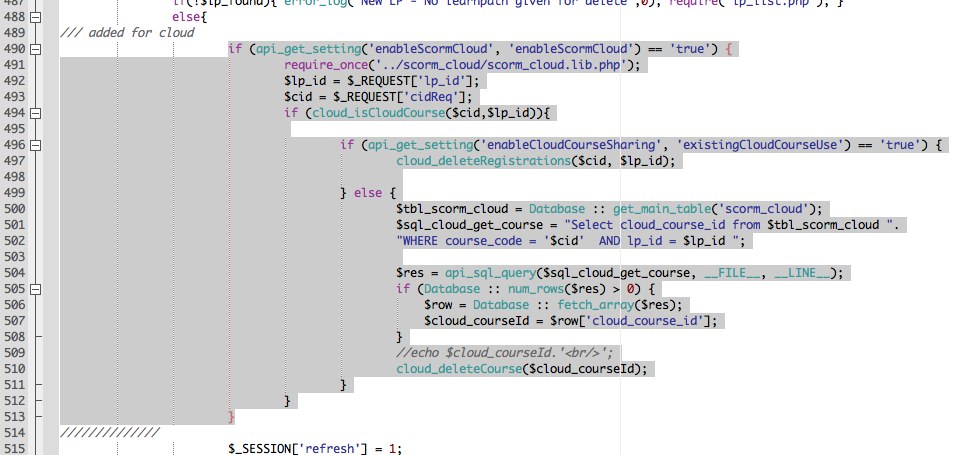 487 if(!$lp_found){ error_log('New LP - No learnpath given for delete',0); require 'lp_list.php'; }
488 else{
489 /// added for cloud
490 if (api_get_setting('enableScormCloud', 'enableScormCloud') == 'true') {
491 require_once('../scorm_cloud/scorm_cloud.lib.php');
492 $lp_id = $_REQUEST['lp_id'];
493 $cid = $_REQUEST['cidReq'];
494 if (cloud_isCloudCourse($cid,$lp_id)){
495
496 if (api_get_setting('enableCloudCourseSharing', 'existingCloudCourseUse') == 'true') {
497 cloud_deleteRegistrations($cid, $lp_id);
498
499 } else {
500 $tbl_scorm_cloud = Database :: get_main_table('scorm_cloud');
501 $sql_cloud_get_course = "Select cloud_course_id from $tbl_scorm_cloud ".
502 "WHERE course_code = '$cid'  AND lp_id = $lp_id ";
503
504 $res = api_sql_query($sql_cloud_get_course, __FILE__, __LINE__);
505 if (Database :: num_rows($res) > 0) {
506 $row = Database :: fetch_array($res);
507 $cloud_courseId = $row['cloud_course_id'];
508 }
509 //echo $cloud_courseId.'<br/>';
510 cloud_deleteCourse($cloud_courseId);
511 }
512 }
513 }
514 //////////////
515 $_SESSION['refresh'] = 1;